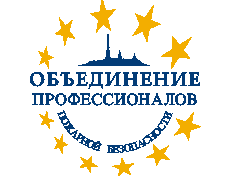 ОБЪЕДИНЕНИЕ
ПРОФЕССИОНАЛОВ
ПОЖАРНОЙ БЕЗОПАСНОСТИ